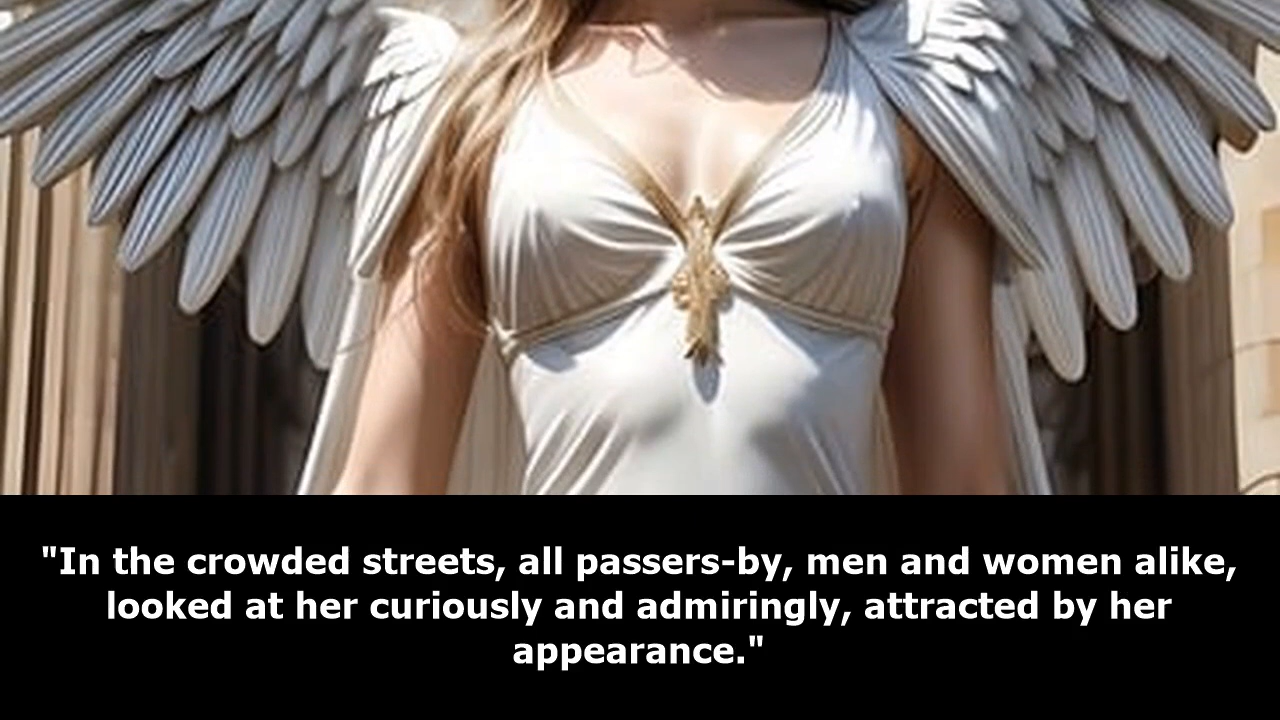 "In the crowded streets, all passers-by, men and women alike,
looked at her curiously and admiringly, attracted by her
appearance."